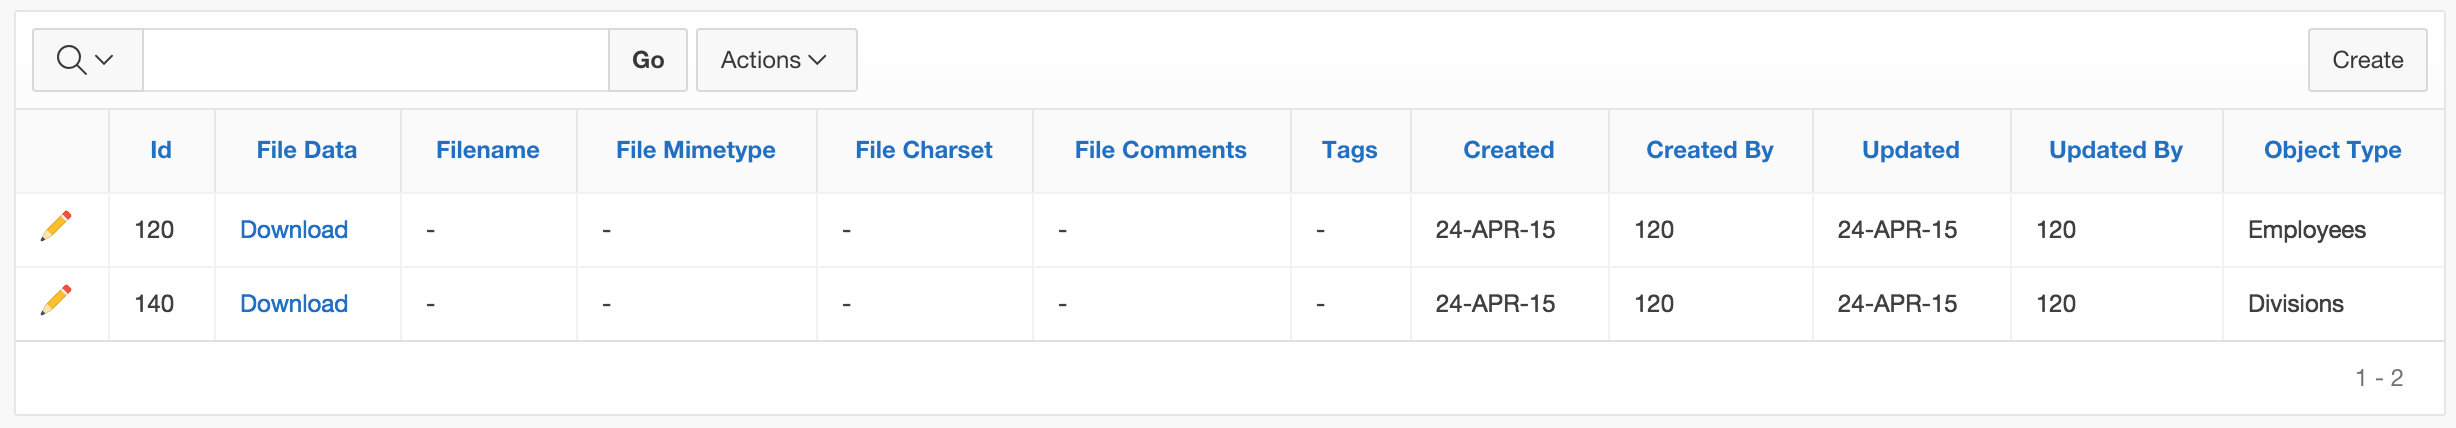 Go Actions Create
Id File Data Filename File Mimetype File Charset File Comments Tags Created Created By Updated Updated By Object Type
120 Download - - - - - 24-APR-15 120 24-APR-15 120 Employees
140 Download - - - - - 24-APR-15 120 24-APR-15 120 Divisions
1 - 2